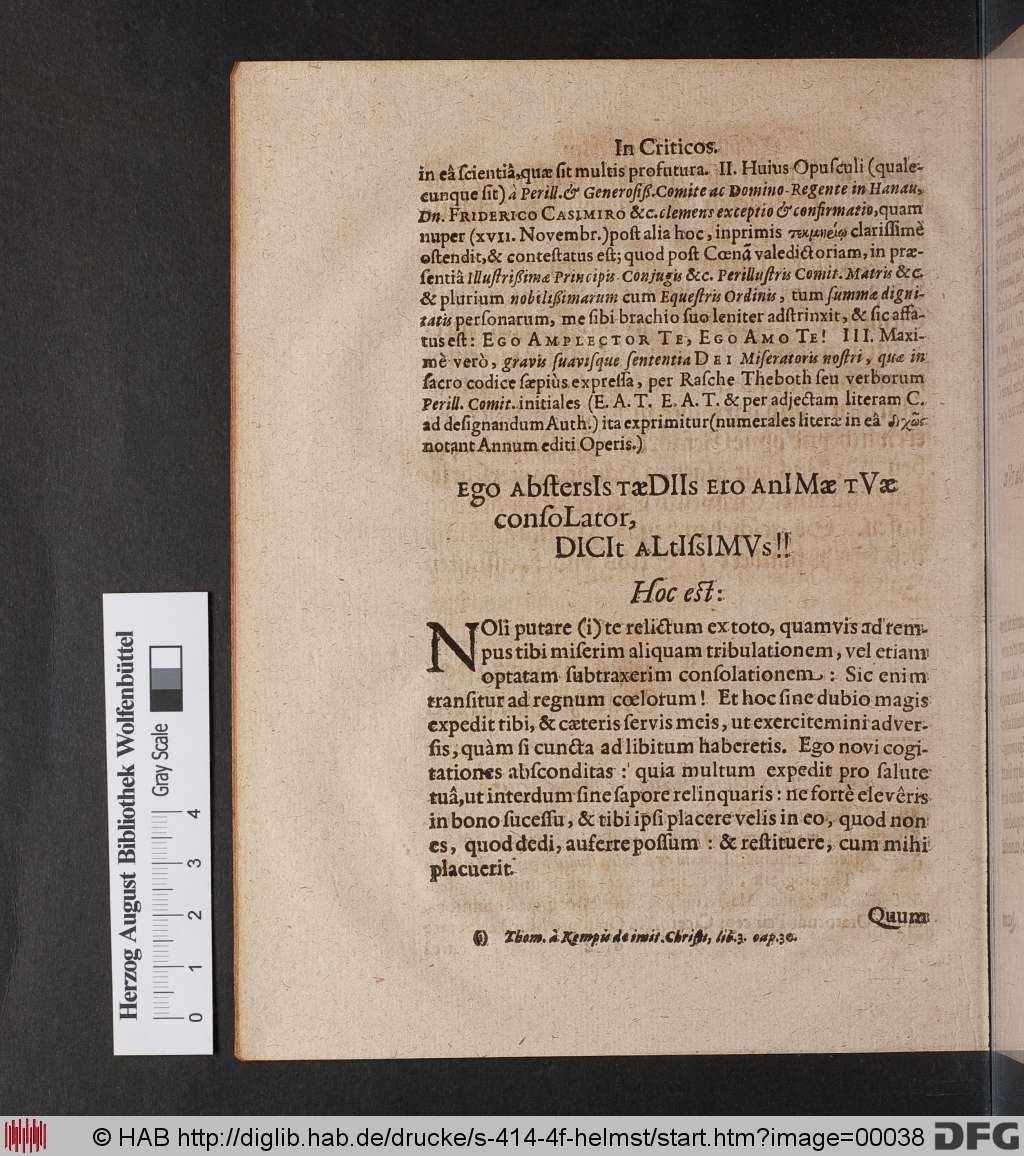 In Criticos.
in eâ ſcientiâ, quæ ſit multis profutura. II. Huius Opuſculi (quale-
cunque ſit) à Perill. & Generoſiß. Comite ac Domino Regente in Hanau,
Dn. FRIDERICO CASIMIRO &c. clemens exceptio & confirmatio, quam
nuper (XVII. Novembr.) poſt alia hoc, inprimis τεκμηείῳ clariſſimè
oſtendit, & conteſtatus eſt; quod poſt Cœnã valedictoriam, in præ-
ſentiâ Illuſtrißimæ Principis Conjugis &c. Perilluſtris Comit. Matris &c.
& plurium nobilißimarum cum Equeſtris Ordinis, tum ſummæ digni-
tatis perſonarum, me ſibi brachio ſuo leniter adſtrinxit, & ſic affa-
tus eſt: EGO AMPLECTOR TE, EGO AMO TE! III. Maxi-
mè verò, gravis ſuavisque ſententia DEI Miſeratoris noſtri, quæ in
ſacro codice ſæpiùs expreſſa, per Raſche Theboth ſeu verborum
Perill. Comit. initiales (E. A. T. E. A. T. & per adjectam literam C.
ad deſignandum Auth.) ita exprimitur (numerales literæ in eâ διχῶς
notant Annum editi Operis.)
Ego AbſtersIs TæDIIs Ero AnIMæ TVæ
conſoLator,
DICIt ALtIſsIMVs!!
Hoc eſt:
NOli putare (i) te relictum ex toto, quamvis ad tem-
pus tibi miſerim aliquam tribulationem, vel etiam
optatam ſubtraxerim conſolationem: Sic enim
tranſitur ad regnum cœlorum! Et hoc ſine dubio magis
expedit tibi, & cæteris ſervis meis, ut exercitemini adver-
ſis, quàm ſi cuncta ad libitum haberetis. Ego novi cogi-
tationes abſconditas: quia multum expedit pro ſalute
tuâ, ut interdum ſine ſapore relinquaris: ne fortè elevêris
in bono ſuceſſu, & tibi ipſi placere velis in eo, quod non
es, quod dedi, auferre poſſum: & reſtituere, cum mihi
placuerit.
Quum
(i) Thom. à Kempis de imit. Chriſti, lib. 3. cap. 30.
Herzog August Bibliothek Wolfenbüttel
Gray Scale
0 1 2 3 4
© HAB http://diglib.hab.de/drucke/s-414-4f-helmst/start.htm?image=00038 DFG